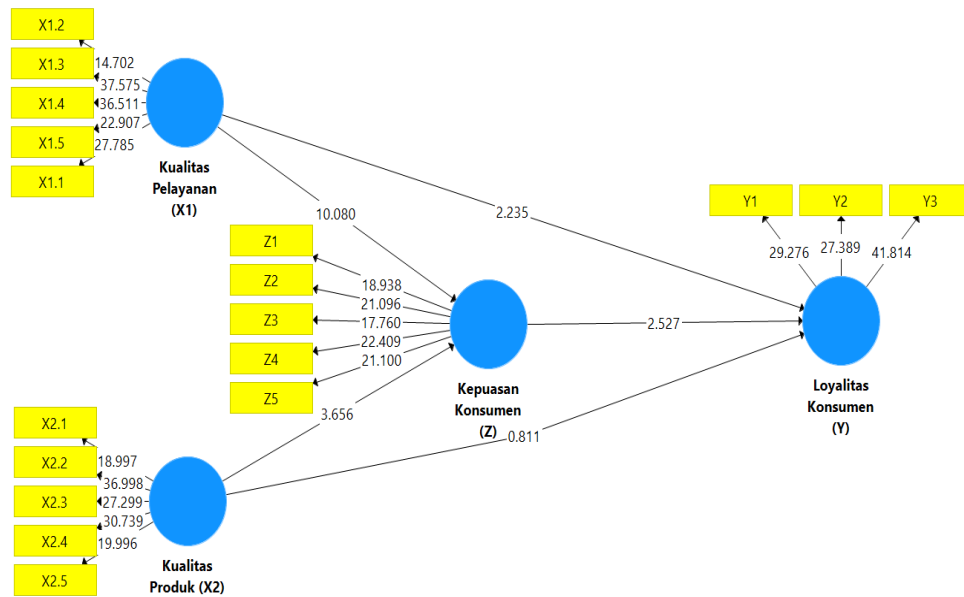 X1.2
X1.3
X1.4
X1.5
X1.1
14.702
37.575
36.511
22.907
27.785
Kualitas
Pelayanan
(X1)
10.080
2.235
Y1
Y2
Y3
29.276
27.389
41.814
Z1
Z2
Z3
Z4
Z5
18.938
21.096
17.760
22.409
21.100
2.527
Kepuasan
Konsumen
(Z)
Loyalitas
Konsumen
(Y)
3.656
0.811
X2.1
X2.2
X2.3
X2.4
X2.5
18.997
36.998
27.299
30.739
19.996
Kualitas
Produk (X2)